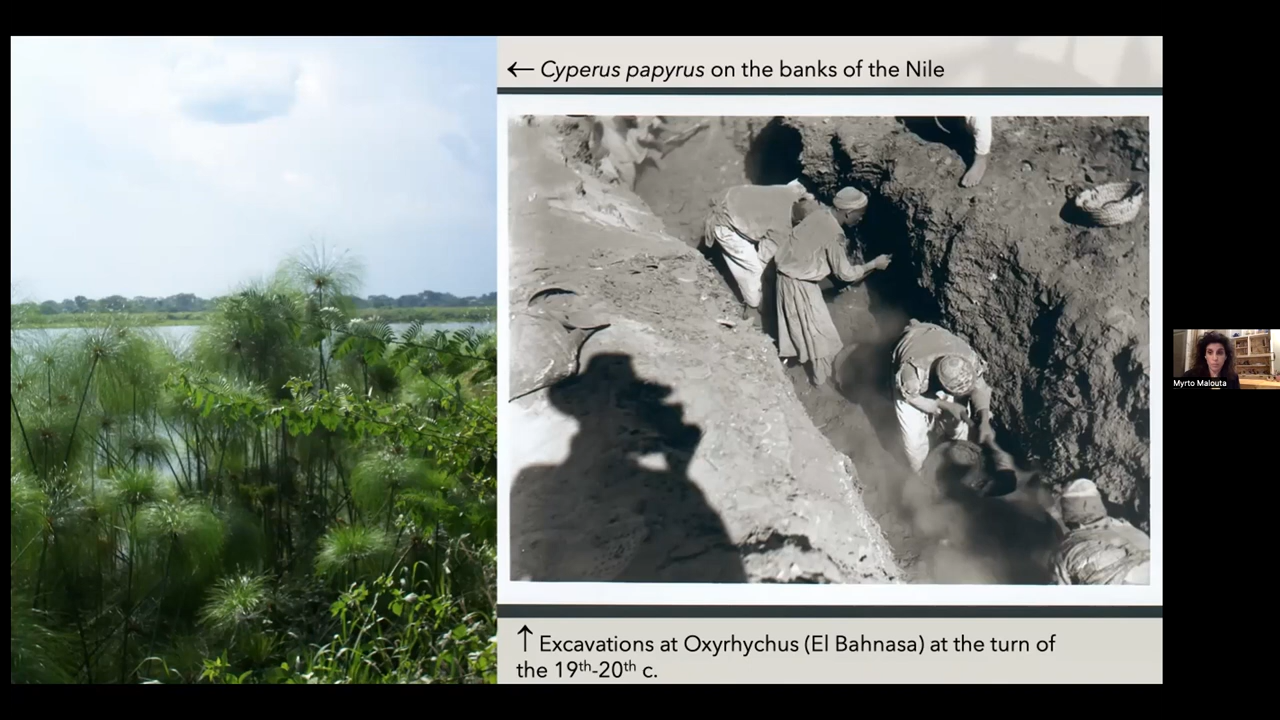 ← Cyperus papyrus on the banks of the Nile
↑ Excavations at Oxyrhychus (El Bahnasa) at the turn of
the 19th-20th c.
Myrto Malouta